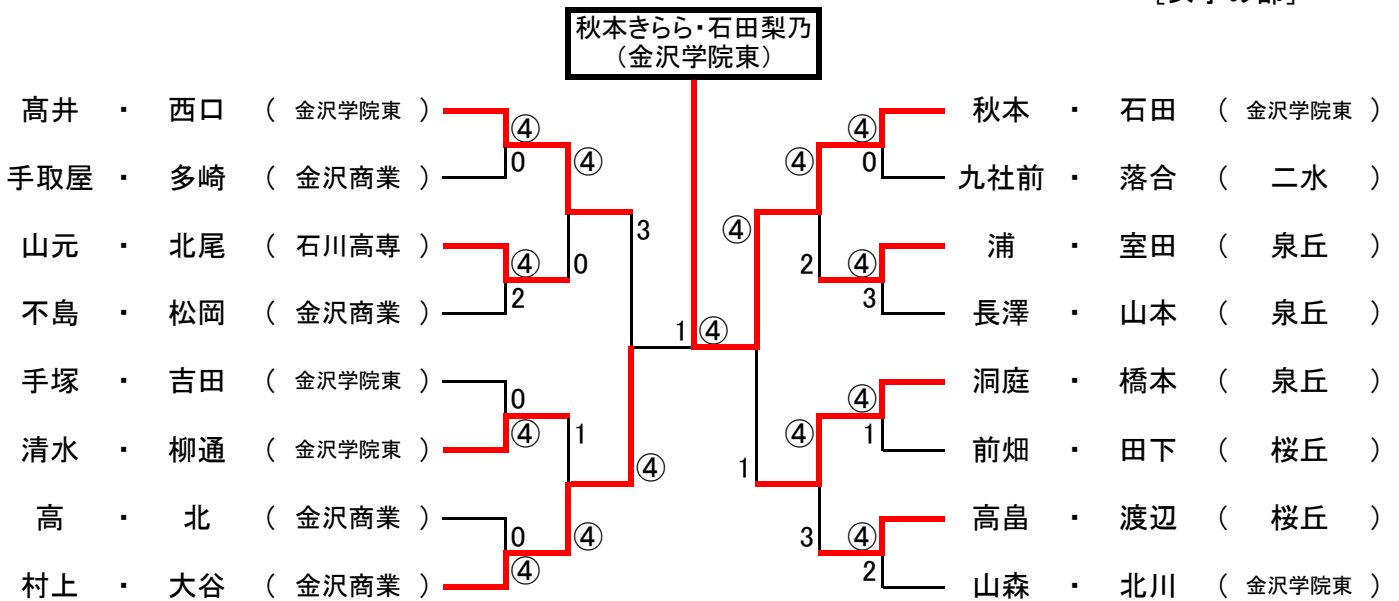 秋本きらら・石田梨乃
（金沢学院東）
髙井 ・ 西口 （ 金沢学院東 ）
手取屋 ・ 多崎 （ 金沢商業 ）
山元 ・ 北尾 （ 石川高専 ）
不島 ・ 松岡 （ 金沢商業 ）
手塚 ・ 吉田 （ 金沢学院東 ）
清水 ・ 柳通 （ 金沢学院東 ）
高 ・ 北 （ 金沢商業 ）
村上 ・ 大谷 （ 金沢商業 ）
④
0
④
2
0
④
0
④
④
0
1
④
3
④
1
④
④
1
④
2
④
3
④
0
④
3
④
1
④
2
秋本 ・ 石田 （ 金沢学院東 ）
九社前 ・ 落合 （ 二水 ）
浦 ・ 室田 （ 泉丘 ）
長澤 ・ 山本 （ 泉丘 ）
洞庭 ・ 橋本 （ 泉丘 ）
前畑 ・ 田下 （ 桜丘 ）
高畠 ・ 渡辺 （ 桜丘 ）
山森 ・ 北川 （ 金沢学院東 ）